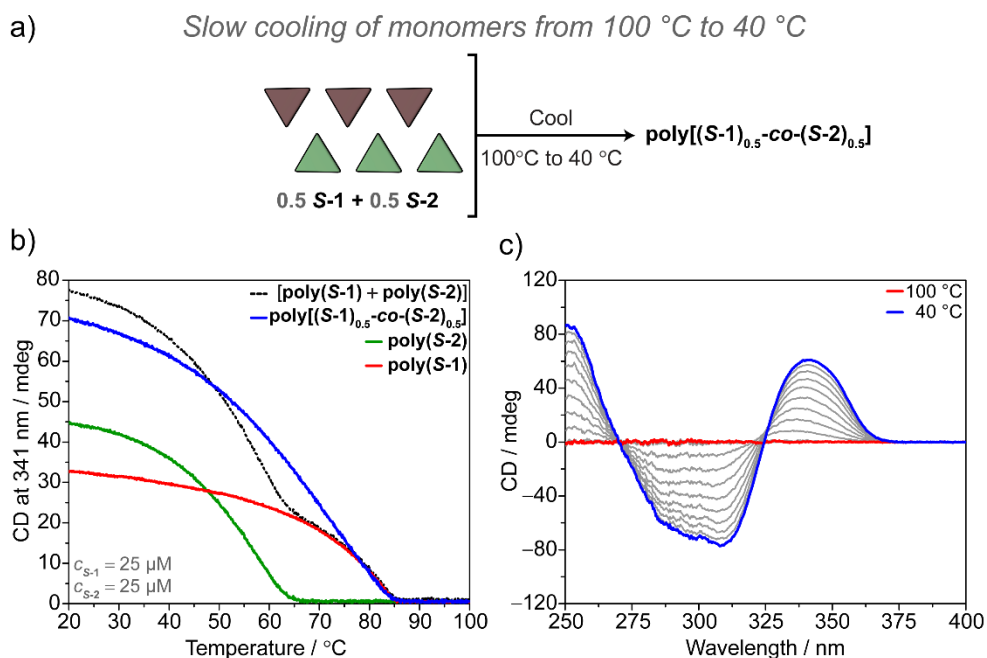 a)
Slow cooling of monomers from 100 °C to 40 °C
0.5 S-1 + 0.5 S-2
Cool
100°C to 40 °C
poly[(S-1)0.5-co-(S-2)0.5]
b)
80
70
60
50
40
30
20
10
0
CD at 341 nm / mdeg
[poly(S-1) + poly(S-2)]
poly[(S-1)0.5-co-(S-2)0.5]
poly(S-2)
poly(S-1)
cS-1 = 25 µM
cS-2 = 25 µM
20 30 40 50 60 70 80 90 100
Temperature / °C
c)
120
80
40
0
−40
−80
−120
CD / mdeg
100 °C
40 °C
250 275 300 325 350 375 400
Wavelength / nm